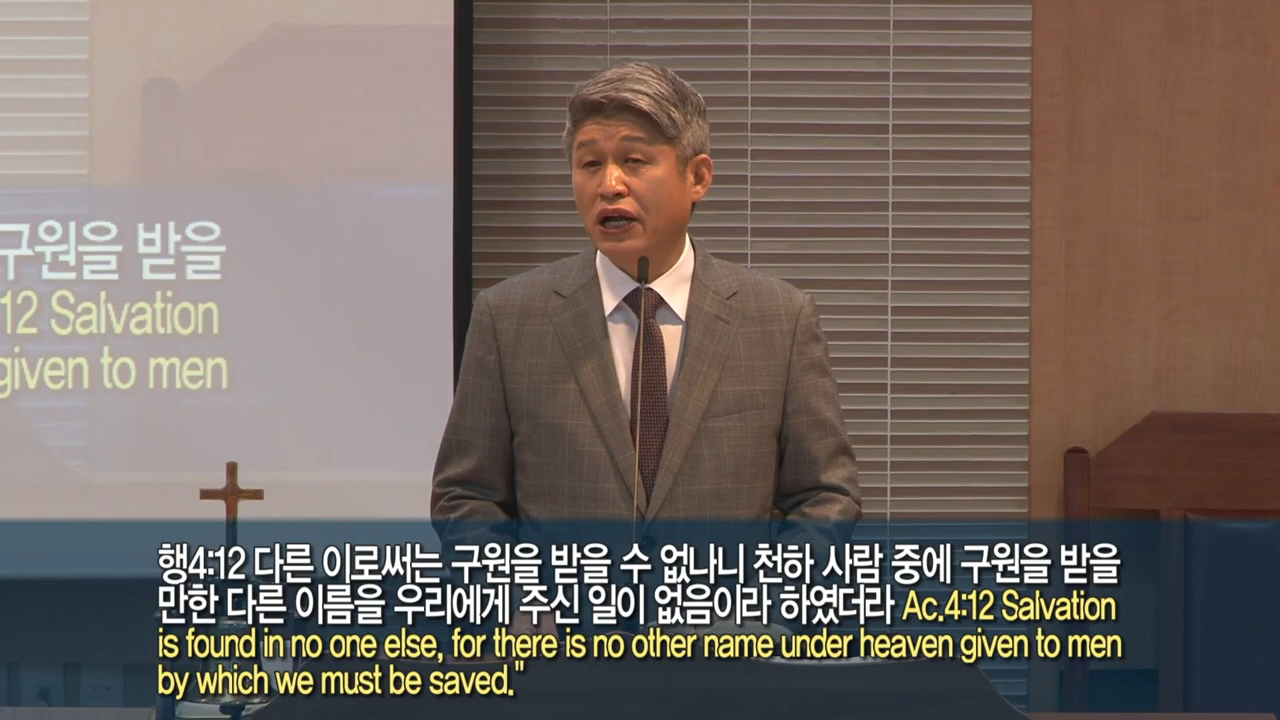 구원을 받을
12 Salvation
given to men
행4:12 다른 이로써는 구원을 받을 수 없나니 천하 사람 중에 구원을 받을
만한 다른 이름을 우리에게 주신 일이 없음이라 하였더라 Ac.4:12 Salvation
is found in no one else, for there is no other name under heaven given to men
by which we must be saved."